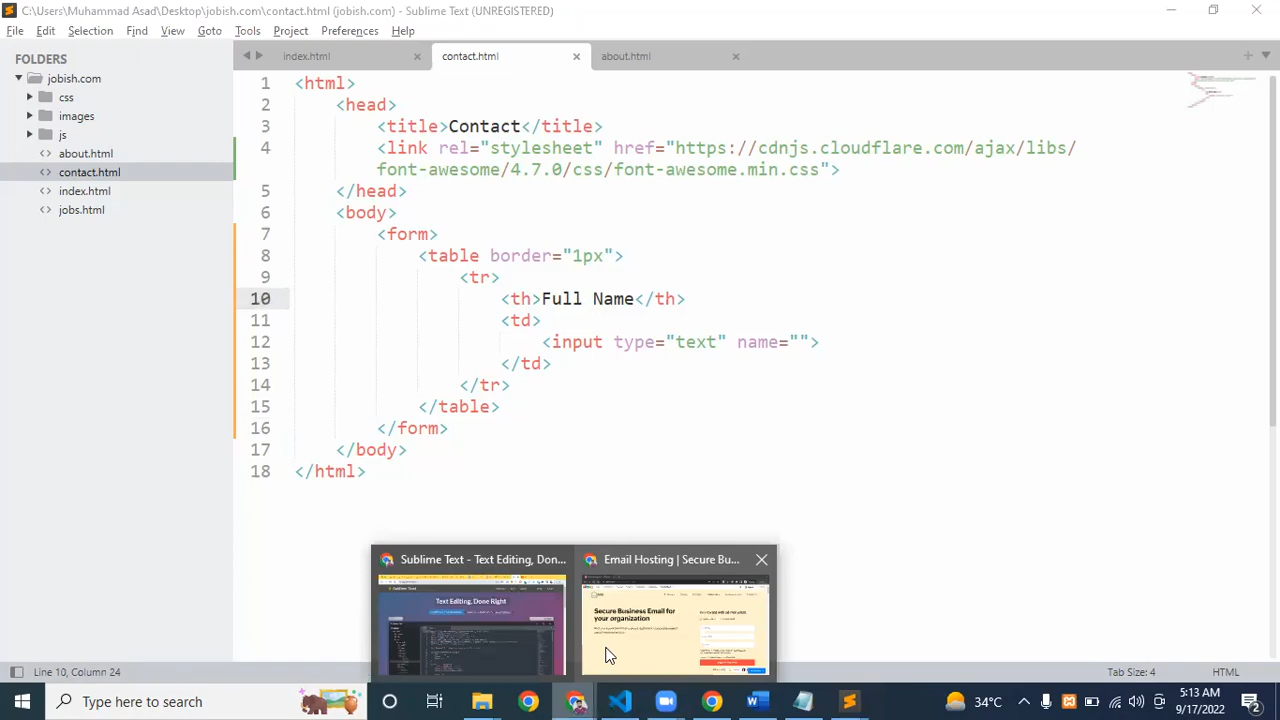 C:\Users\Muhammad Asad\Desktop\jobish.com\contact.html (jobish.com) - Sublime Text (UNREGISTERED)
File Edit Selection Find View Goto Tools Project Preferences Help
FOLDERS
jobish.com
css
images
js
about.html
contact.html
index.html
jobs.html
index.html
contact.html
about.html
1 <html>
2 <head>
3 <title>Contact</title>
4 <link rel="stylesheet" href="https://cdnjs.cloudflare.com/ajax/libs/
font-awesome/4.7.0/css/font-awesome.min.css">
5 </head>
6 <body>
7 <form>
8 <table border="1px">
9 <tr>
10 <th>Full Name</th>
11 <td>
12 <input type="text" name="">
13 </td>
14 </tr>
15 </table>
16 </form>
17 </body>
18 </html>
Sublime Text - Text Editing, Don...
Email Hosting | Secure Bu...
Text Editing, Done Right
Secure Business Email for
your organization
HTML
Type here to search
34°C
5:13 AM
9/17/2022
2